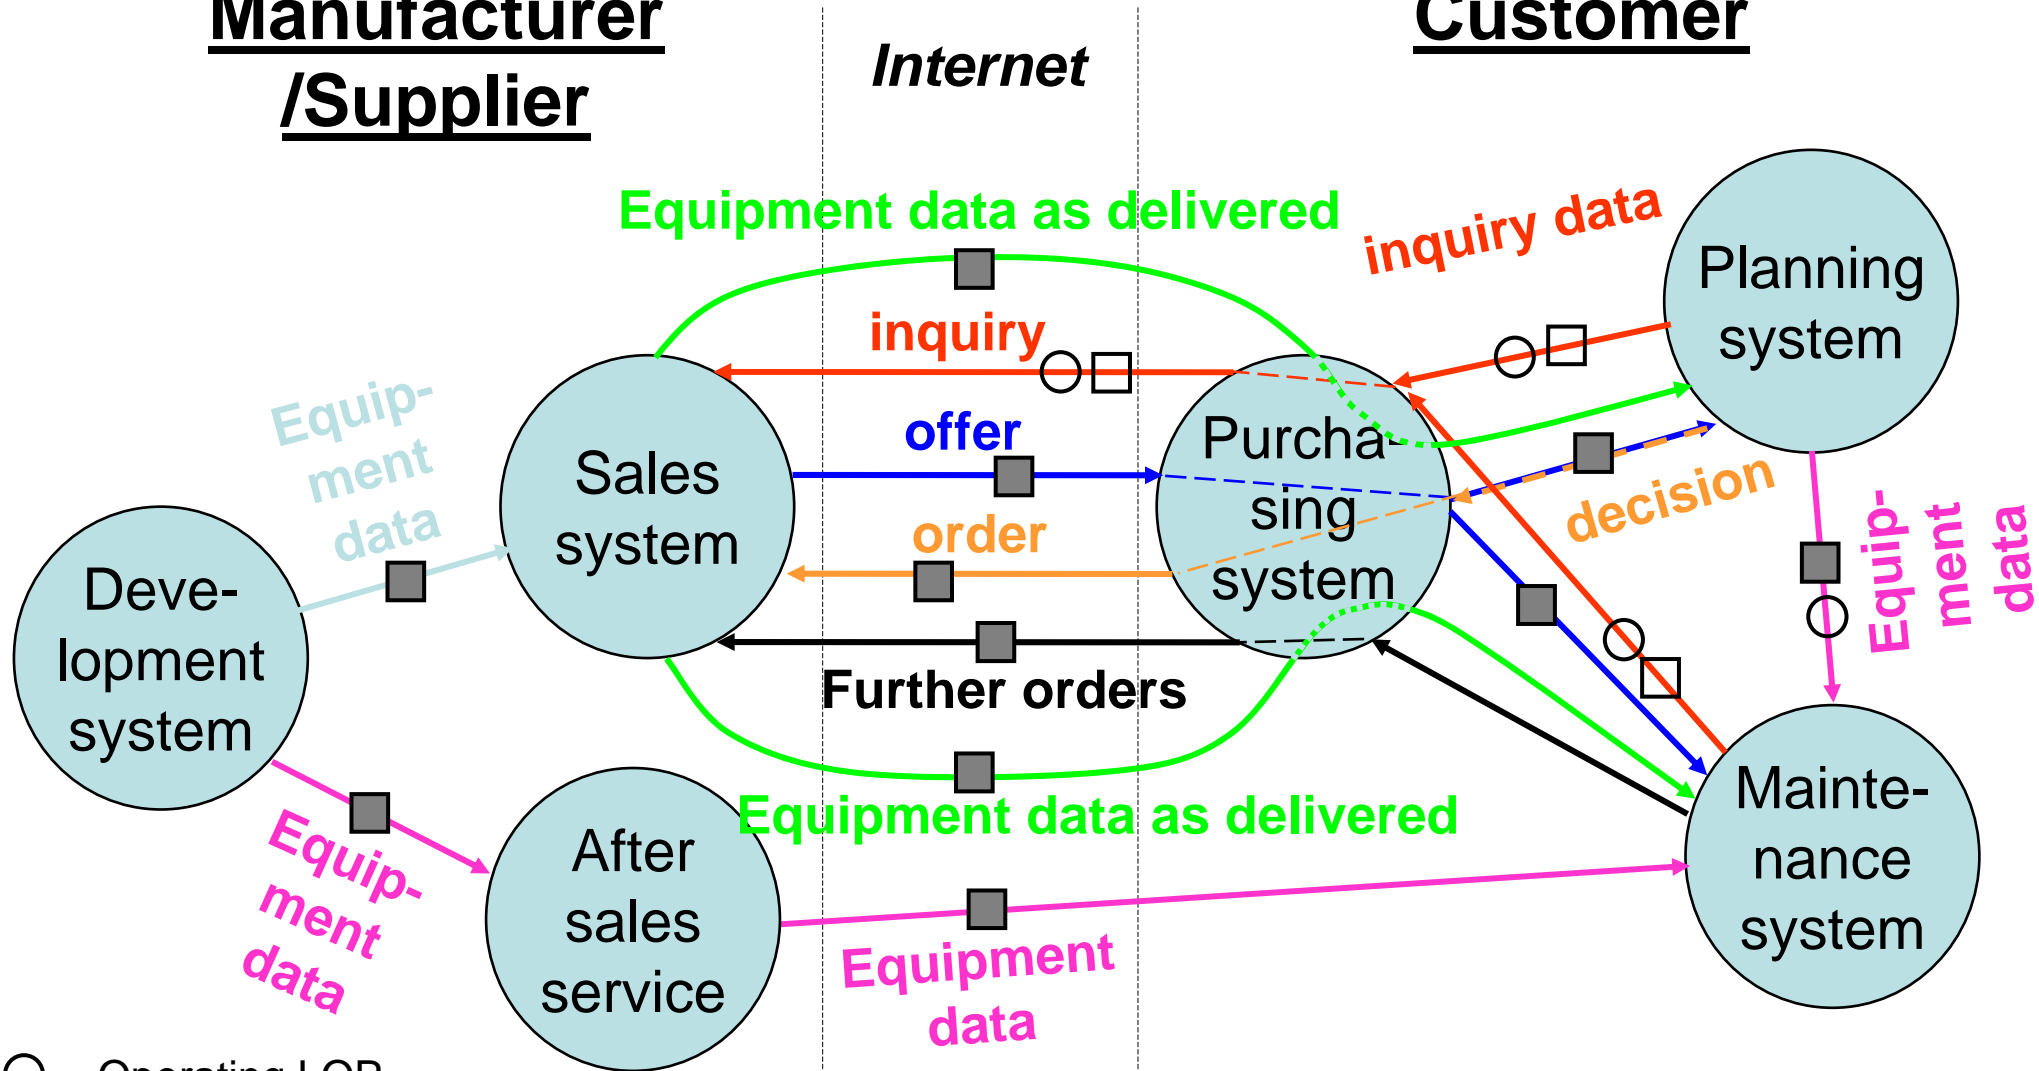 Manufacturer
/Supplier
Internet
Customer
Equipment data as delivered
inquiry data
Planning
system
inquiry
Equip-
ment
data
offer
Sales
system
Purcha-
sing
system
decision
order
Equip-
ment
data
Deve-
lopment
system
Further orders
Equipment data as delivered
Mainte-
nance
system
Equip-
ment
data
After
sales
service
Equipment
data
Operating LOP